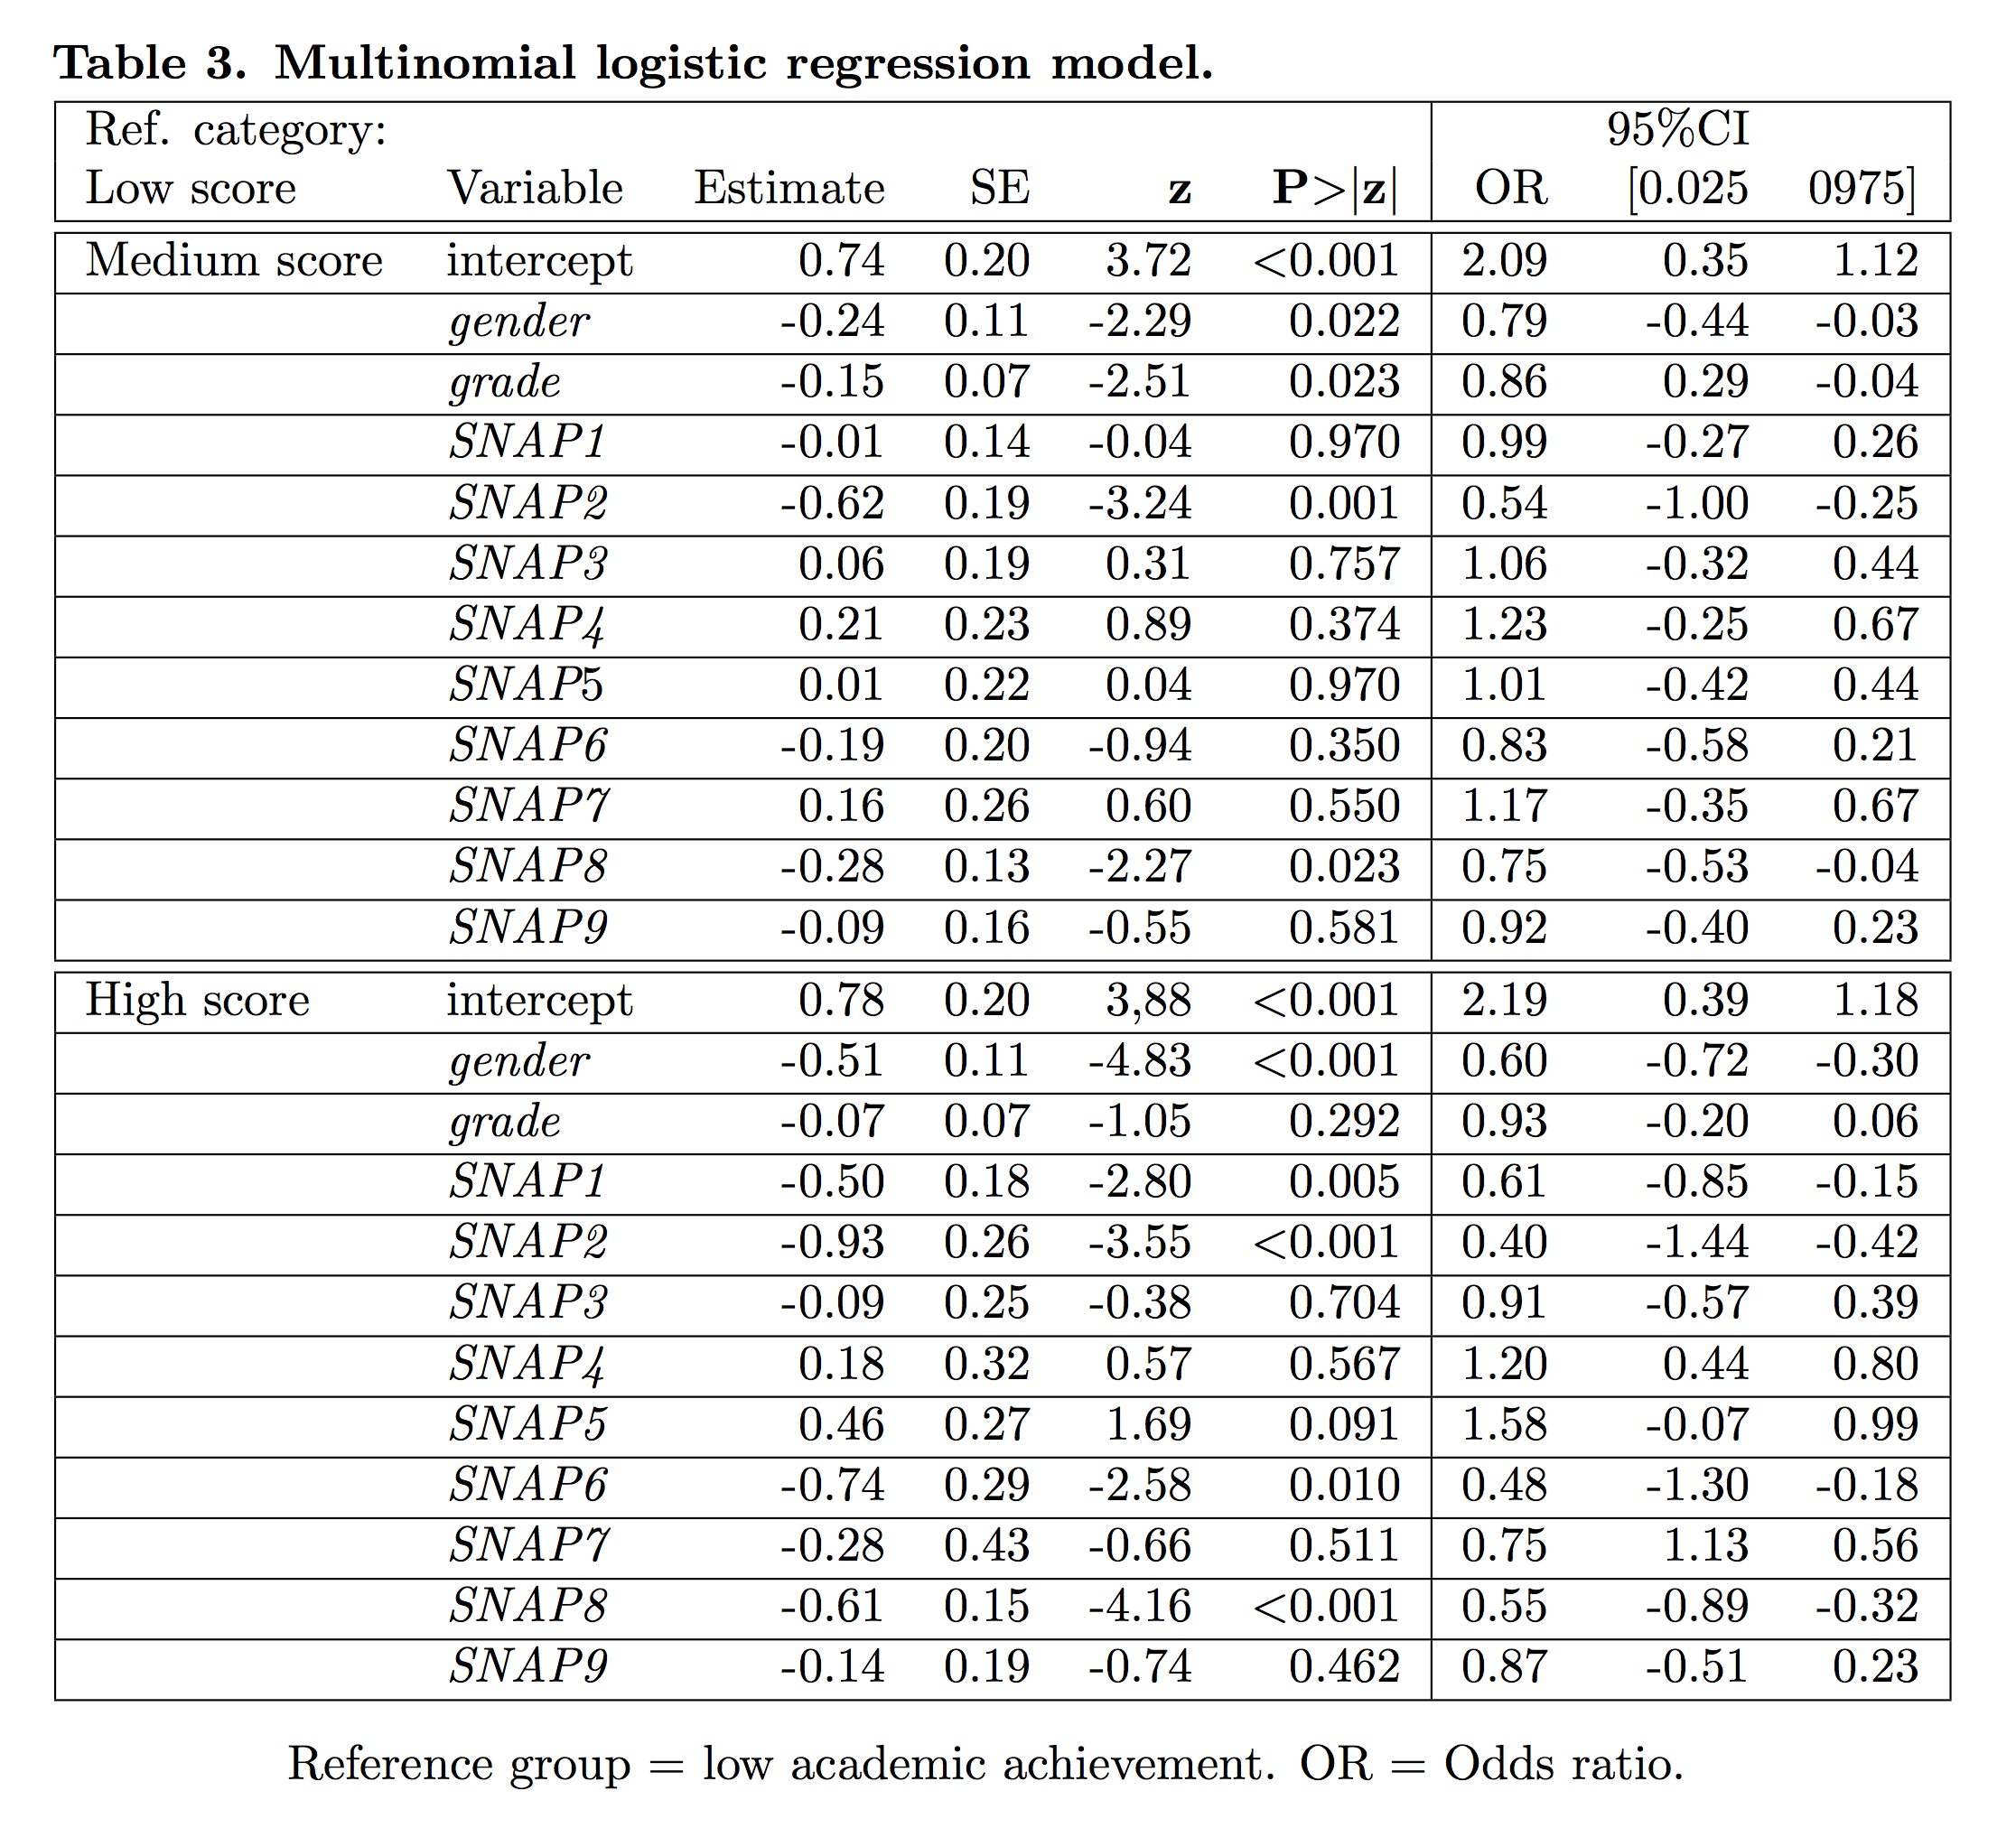 Table 3. Multinomial logistic regression model.
Ref. category: 95%CI
Low score Variable Estimate SE z P>|z| OR [0.025 0975]
Medium score intercept 0.74 0.20 3.72 <0.001 2.09 0.35 1.12
gender -0.24 0.11 -2.29 0.022 0.79 -0.44 -0.03
grade -0.15 0.07 -2.51 0.023 0.86 0.29 -0.04
SNAP1 -0.01 0.14 -0.04 0.970 0.99 -0.27 0.26
SNAP2 -0.62 0.19 -3.24 0.001 0.54 -1.00 -0.25
SNAP3 0.06 0.19 0.31 0.757 1.06 -0.32 0.44
SNAP4 0.21 0.23 0.89 0.374 1.23 -0.25 0.67
SNAP5 0.01 0.22 0.04 0.970 1.01 -0.42 0.44
SNAP6 -0.19 0.20 -0.94 0.350 0.83 -0.58 0.21
SNAP7 0.16 0.26 0.60 0.550 1.17 -0.35 0.67
SNAP8 -0.28 0.13 -2.27 0.023 0.75 -0.53 -0.04
SNAP9 -0.09 0.16 -0.55 0.581 0.92 -0.40 0.23
High score intercept 0.78 0.20 3,88 <0.001 2.19 0.39 1.18
gender -0.51 0.11 -4.83 <0.001 0.60 -0.72 -0.30
grade -0.07 0.07 -1.05 0.292 0.93 -0.20 0.06
SNAP1 -0.50 0.18 -2.80 0.005 0.61 -0.85 -0.15
SNAP2 -0.93 0.26 -3.55 <0.001 0.40 -1.44 -0.42
SNAP3 -0.09 0.25 -0.38 0.704 0.91 -0.57 0.39
SNAP4 0.18 0.32 0.57 0.567 1.20 0.44 0.80
SNAP5 0.46 0.27 1.69 0.091 1.58 -0.07 0.99
SNAP6 -0.74 0.29 -2.58 0.010 0.48 -1.30 -0.18
SNAP7 -0.28 0.43 -0.66 0.511 0.75 1.13 0.56
SNAP8 -0.61 0.15 -4.16 <0.001 0.55 -0.89 -0.32
SNAP9 -0.14 0.19 -0.74 0.462 0.87 -0.51 0.23
Reference group = low academic achievement. OR = Odds ratio.